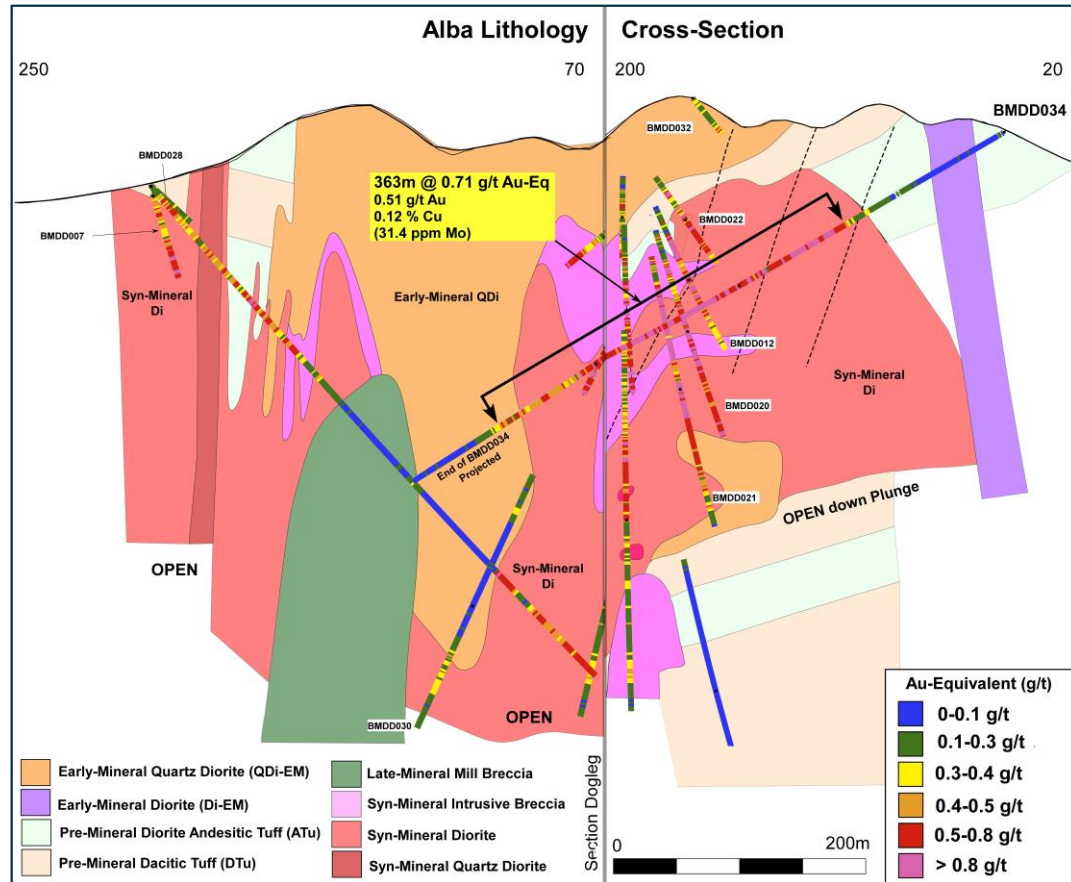 Alba Lithology
Cross-Section
250
70
200
20
BMDD034
BMDD032
BMDD028
363m @ 0.71 g/t Au-Eq
0.51 g/t Au
0.12 % Cu
(31.4 ppm Mo)
BMDD022
BMDD007
Syn-Mineral
Di
Early-Mineral QDi
BMDD012
Syn-Mineral
Di
BMDD020
End of BMDD034
Projected
BMDD021
OPEN down Plunge
OPEN
Syn-Mineral
Di
BMDD030
OPEN
Section Dogleg
Early-Mineral Quartz Diorite (QDi-EM)
Early-Mineral Diorite (Di-EM)
Pre-Mineral Diorite Andesitic Tuff (ATu)
Pre-Mineral Dacitic Tuff (DTu)
Late-Mineral Mill Breccia
Syn-Mineral Intrusive Breccia
Syn-Mineral Diorite
Syn-Mineral Quartz Diorite
0
200m
Au-Equivalent (g/t)
0-0.1 g/t
0.1-0.3 g/t
0.3-0.4 g/t
0.4-0.5 g/t
0.5-0.8 g/t
> 0.8 g/t